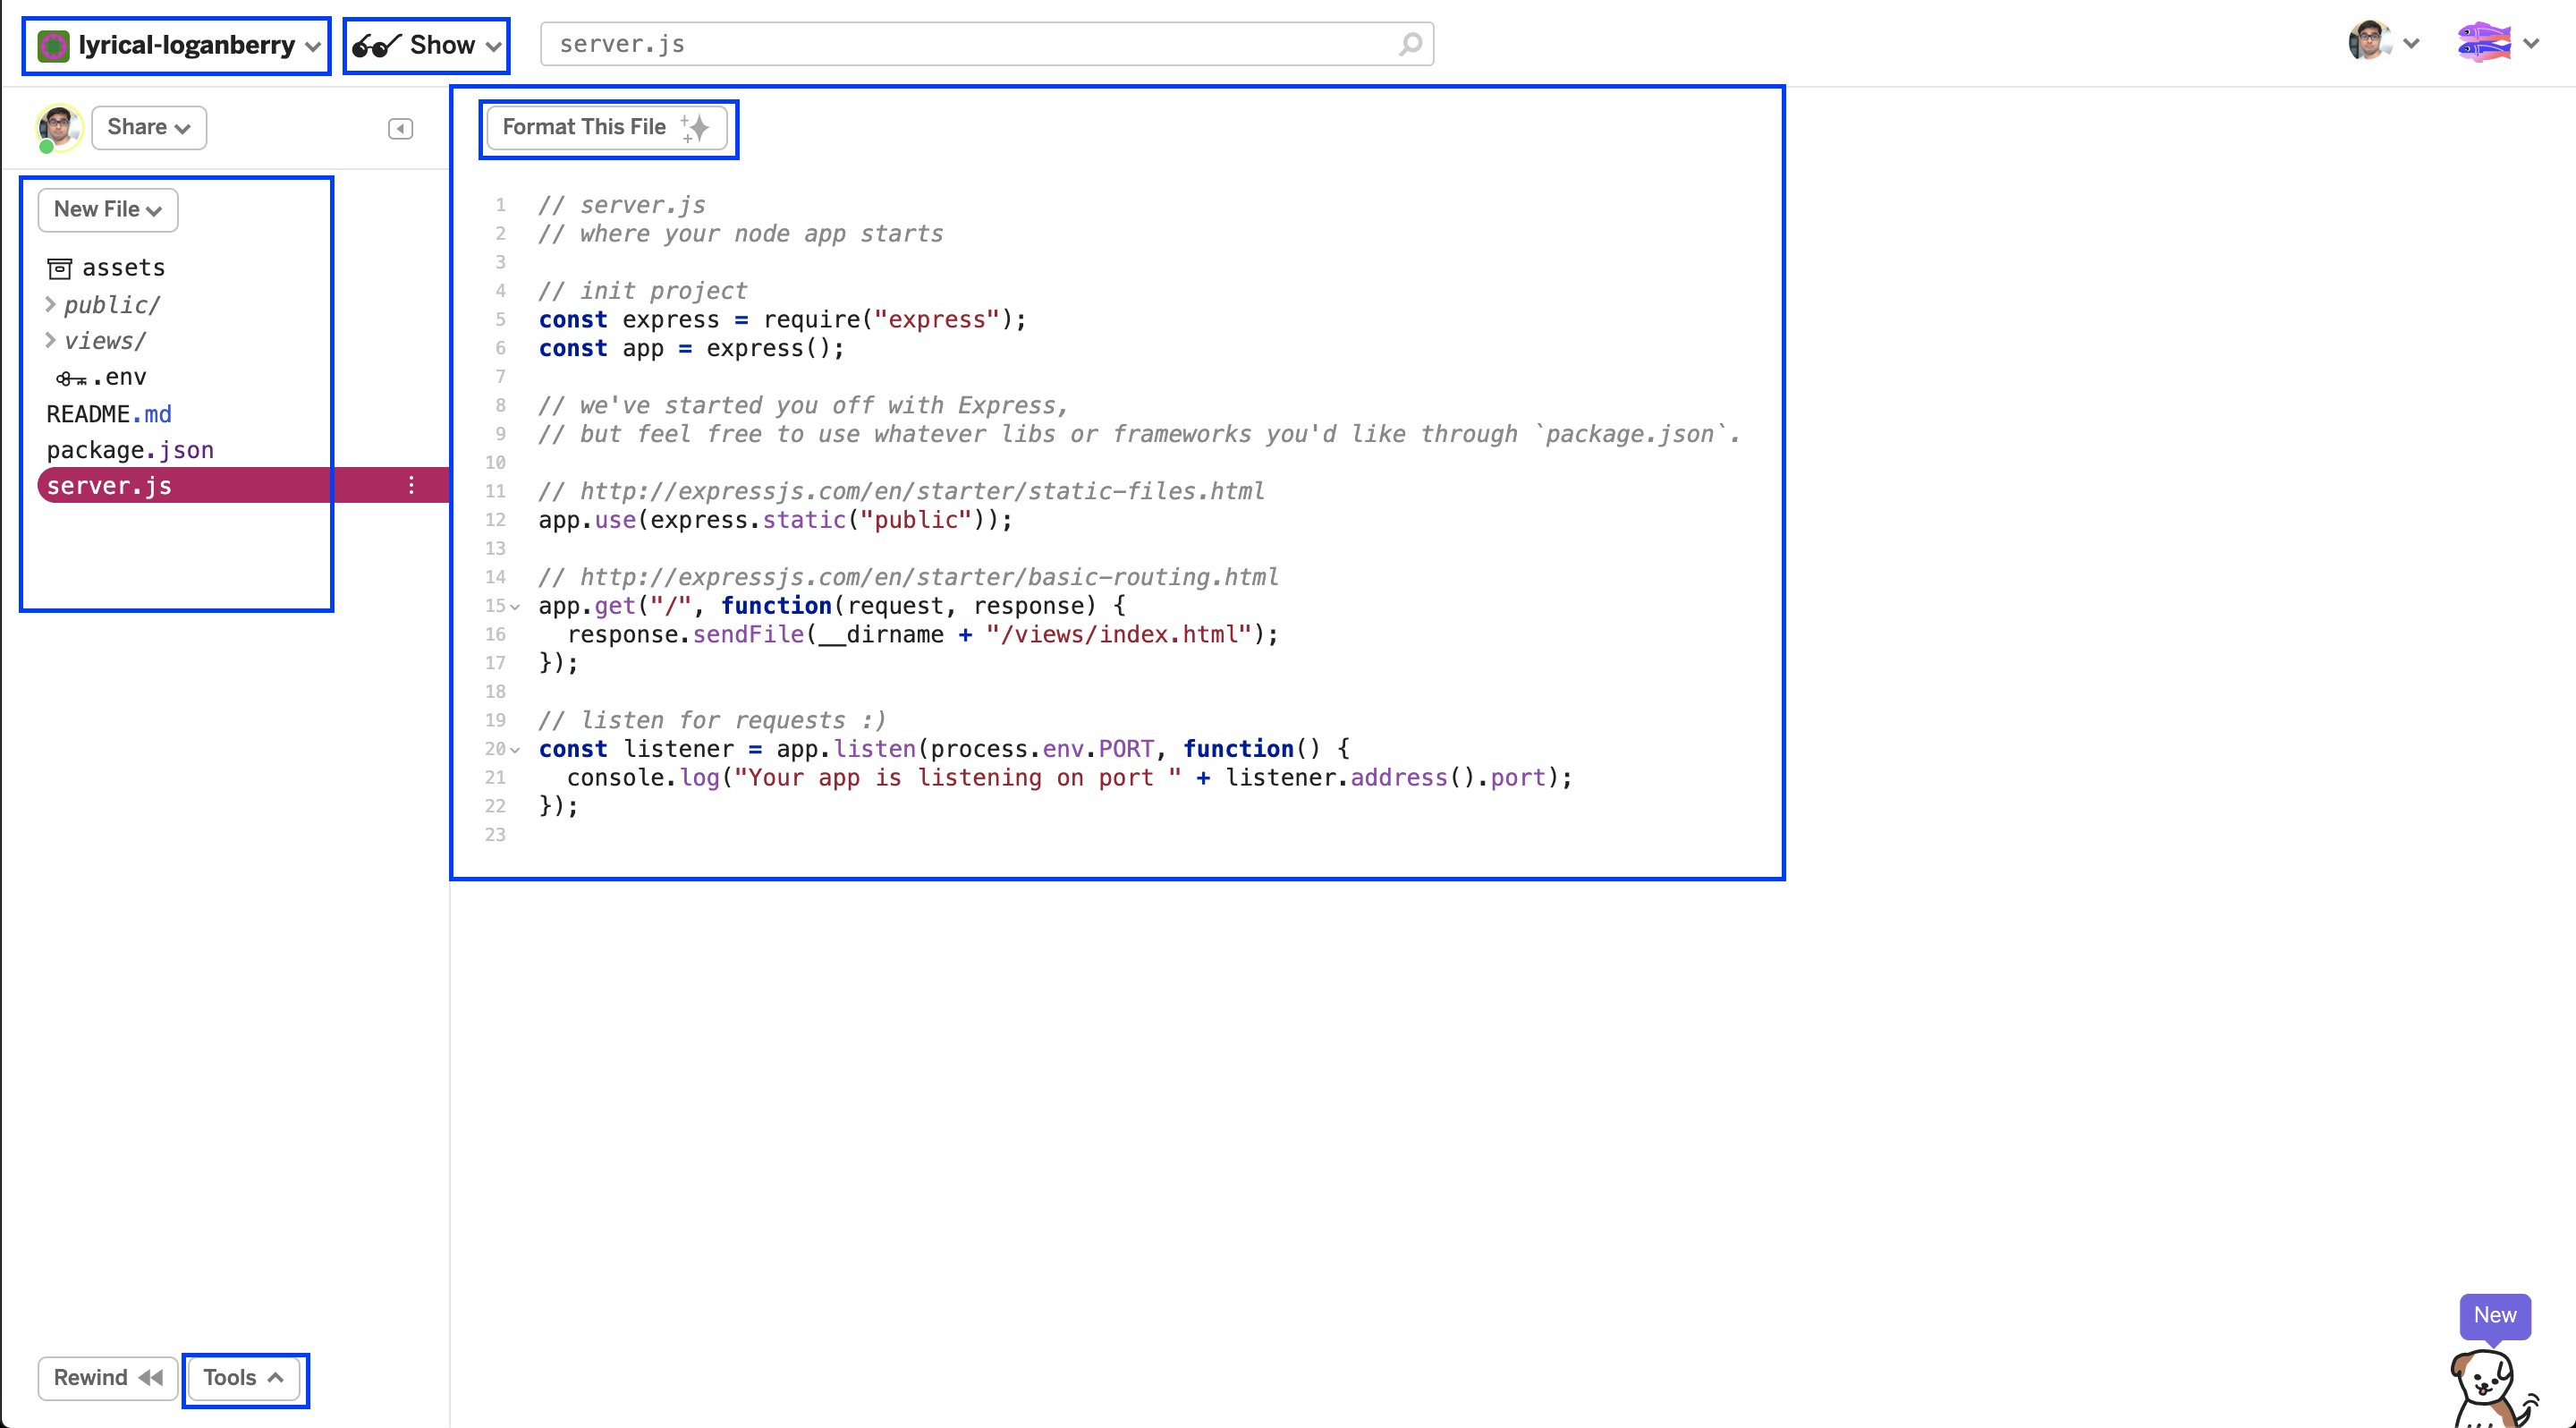 lyrical-loganberry
Show
server.js
Share
New File
assets
public/
views/
.env
README.md
package.json
server.js
Format This File
1 // server.js
2 // where your node app starts
3
4 // init project
5 const express = require("express");
6 const app = express();
7
8 // we've started you off with Express,
9 // but feel free to use whatever libs or frameworks you'd like through `package.json`.
10
11 // http://expressjs.com/en/starter/static-files.html
12 app.use(express.static("public"));
13
14 // http://expressjs.com/en/starter/basic-routing.html
15 app.get("/", function(request, response) {
16 response.sendFile(__dirname + "/views/index.html");
17 });
18
19 // listen for requests :)
20 const listener = app.listen(process.env.PORT, function() {
21 console.log("Your app is listening on port " + listener.address().port);
22 });
23
Rewind
Tools
New